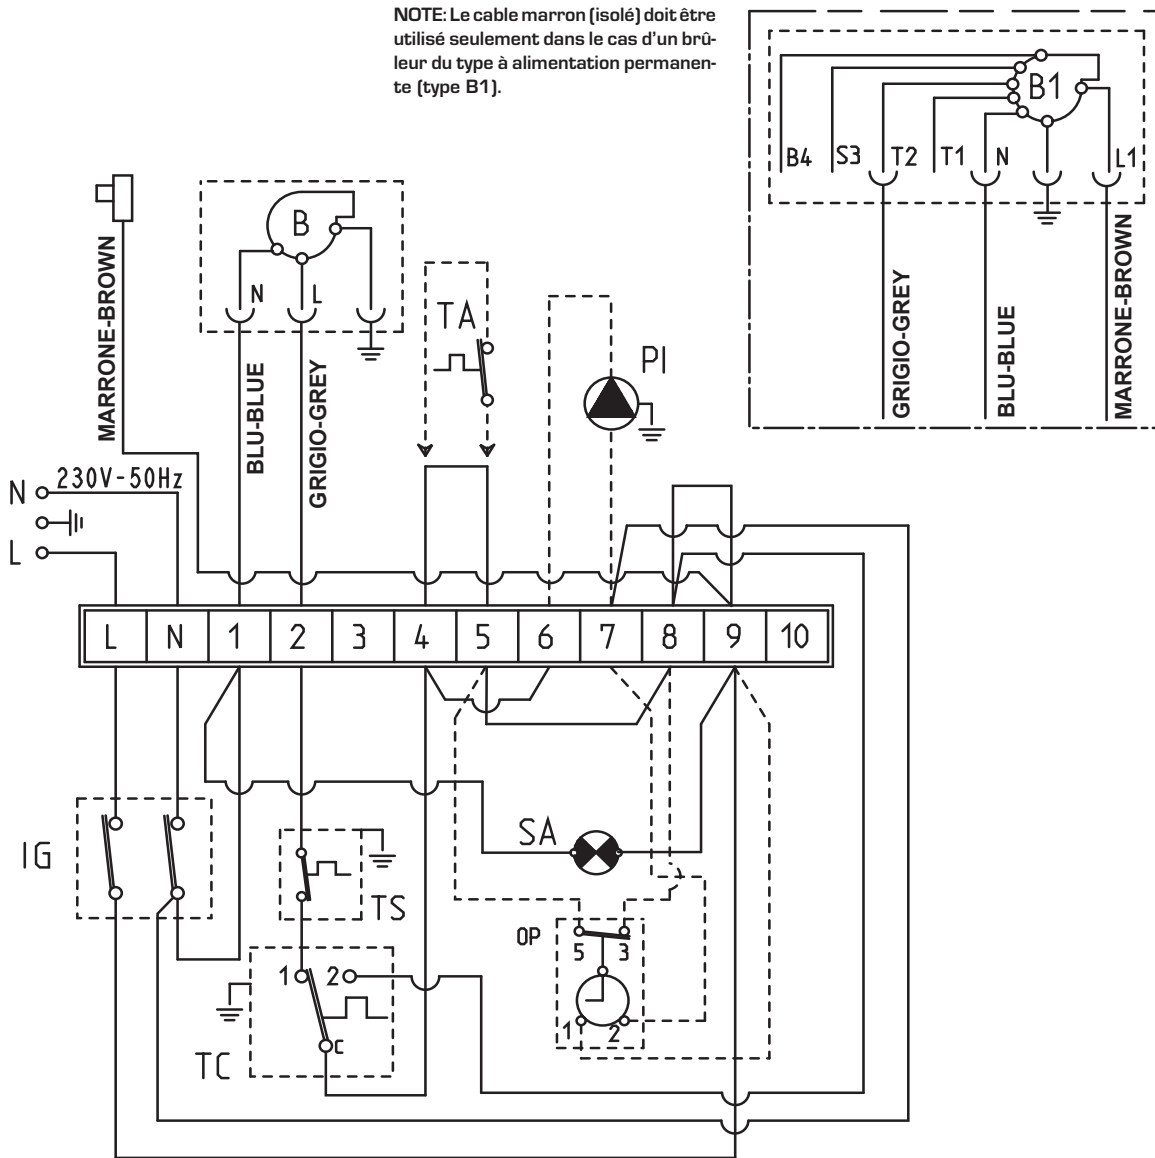 NOTE: Le cable marron (isolé) doit être
utilisé seulement dans le cas d'un brû-
leur du type à alimentation permanen-
te (type B1).
B1
B4 S3 T2 T1 N L1
GRIGIO-GREY
BLU-BLUE
MARRONE-BROWN
MARRONE-BROWN
B
N L
BLU-BLUE
GRIGIO-GREY
TA
PI
N 230V-50Hz
L
L N 1 2 3 4 5 6 7 8 9 10
IG
SA
TS
OP
5 3
1 2
1 2
C
TC